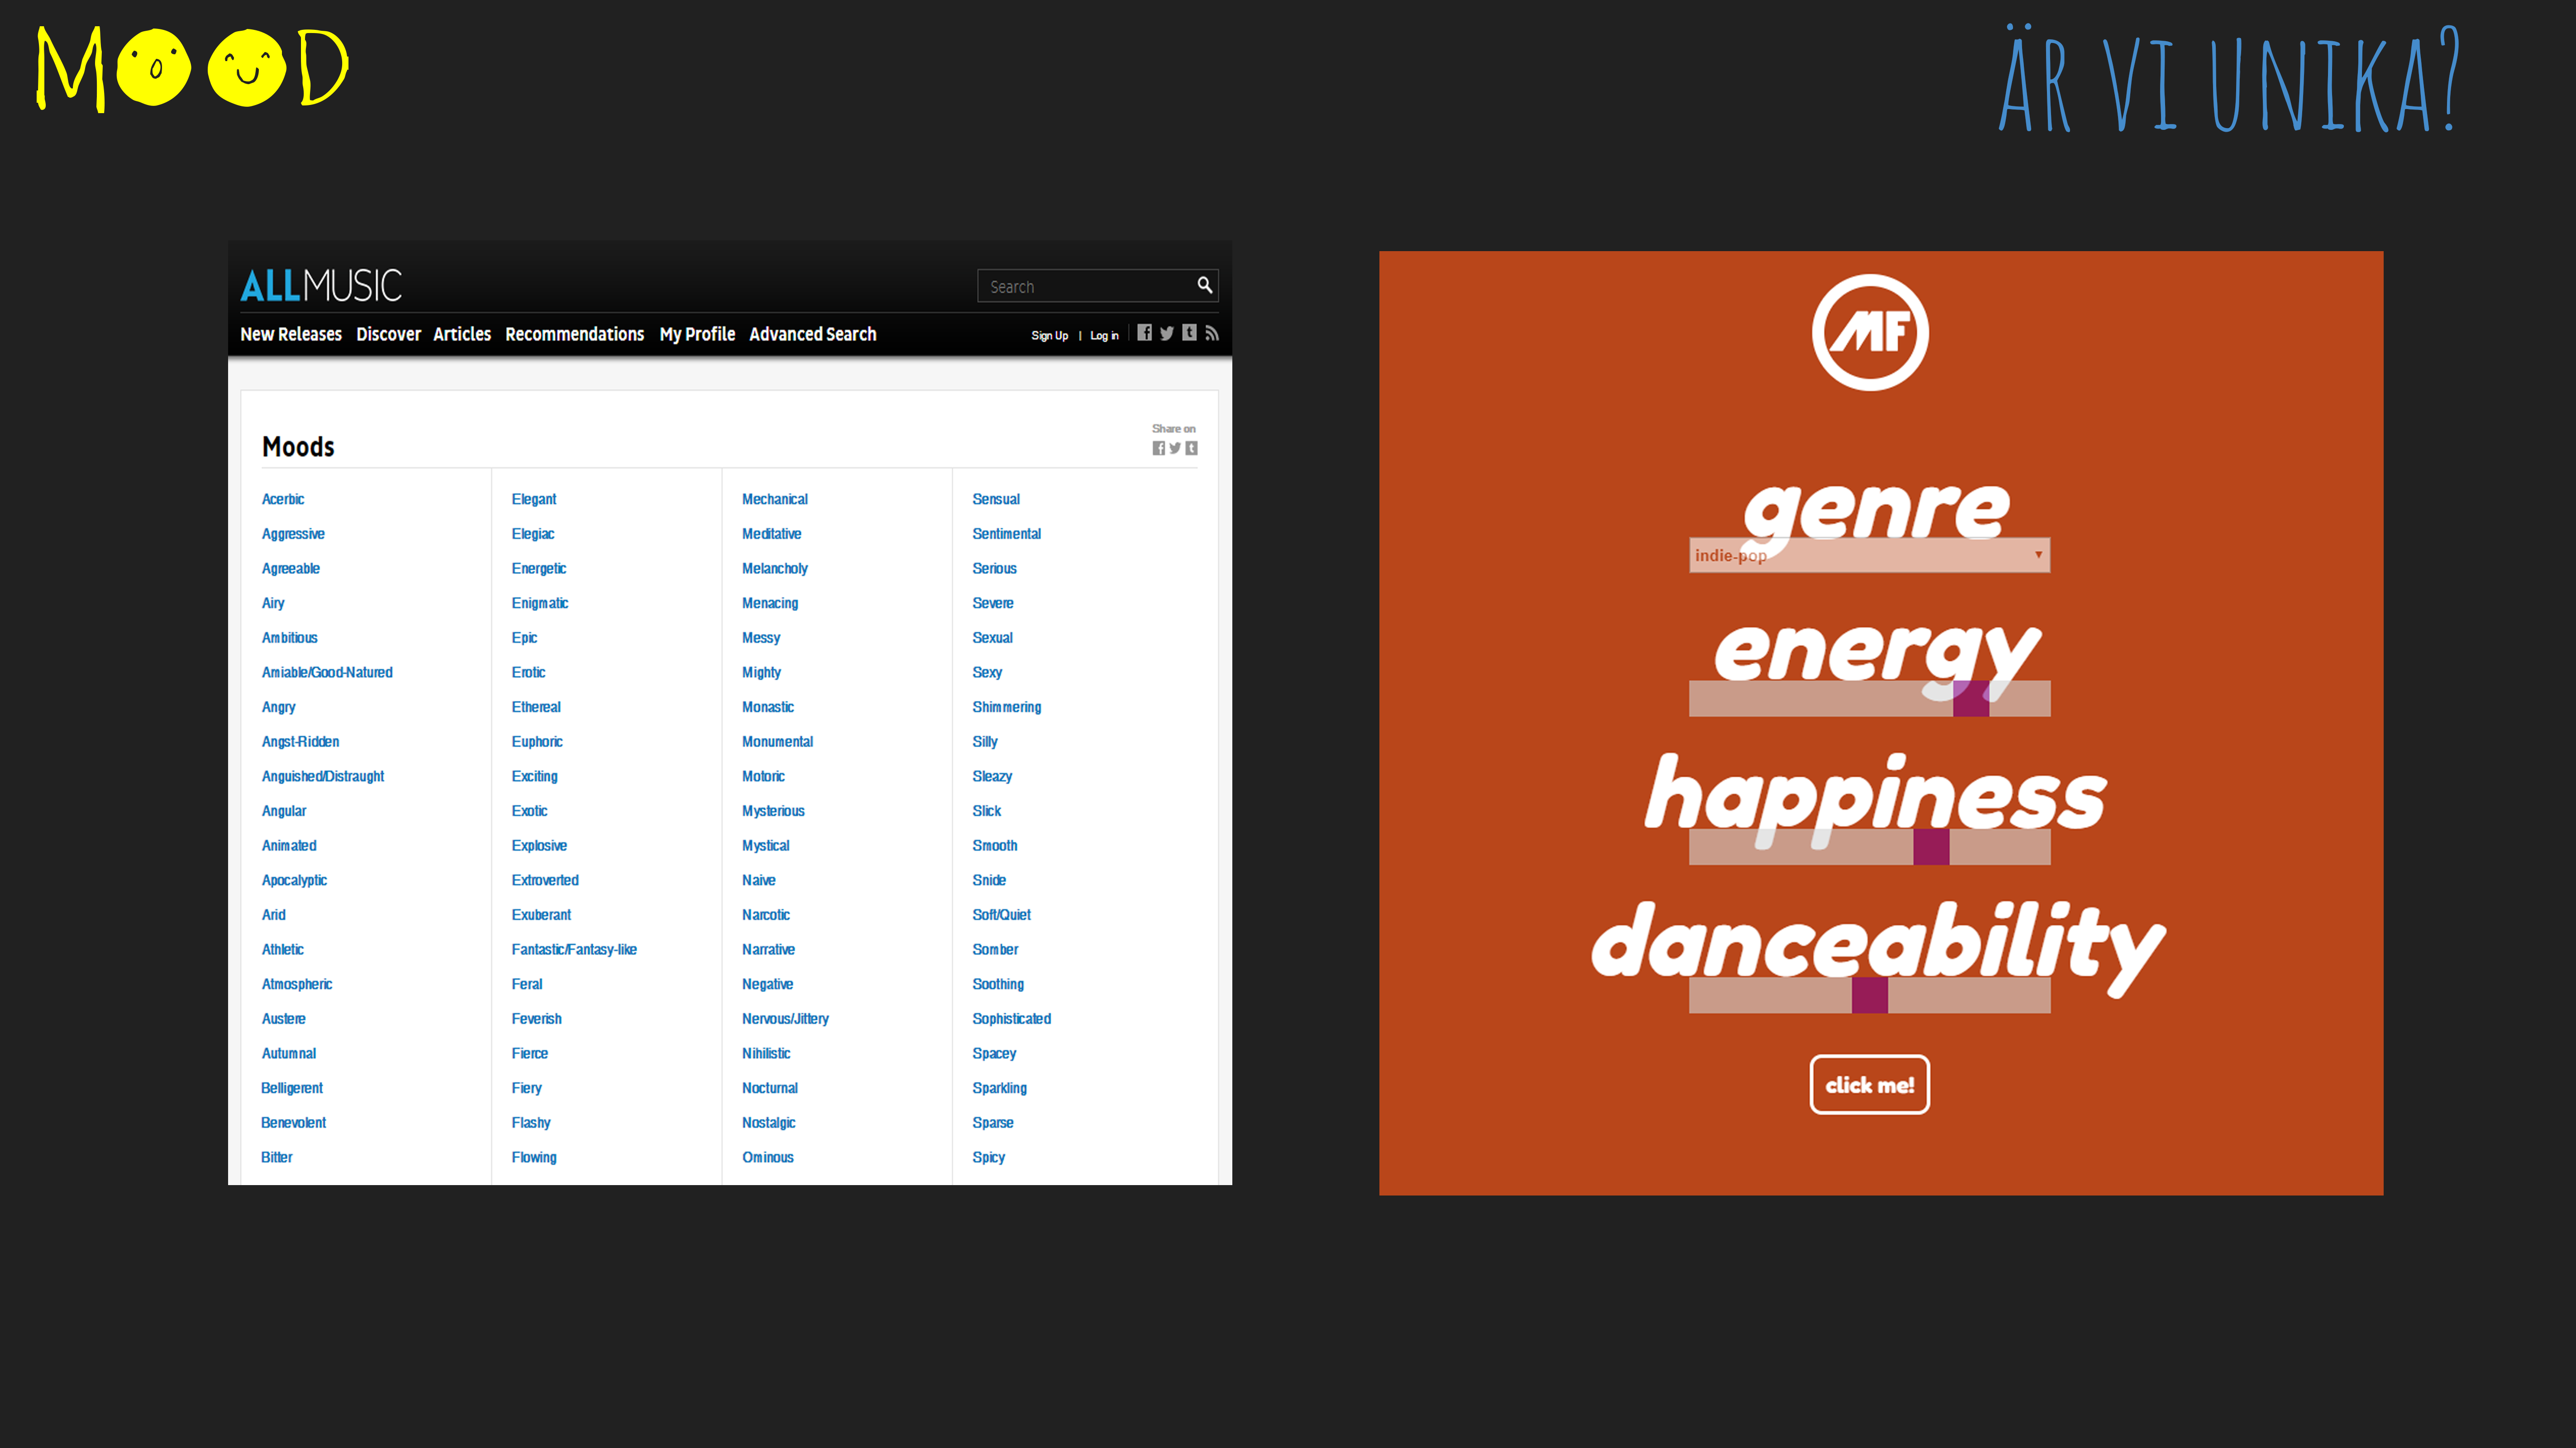 MOOD
ÄR VI UNIKA?
ALLMUSIC
Search
New Releases Discover Articles Recommendations My Profile Advanced Search Sign Up | Log in
Share on
Moods
Acerbic Elegant Mechanical Sensual
Aggressive Elegiac Meditative Sentimental
Agreeable Energetic Melancholy Serious
Airy Enigmatic Menacing Severe
Ambitious Epic Messy Sexual
Amiable/Good-Natured Erotic Mighty Sexy
Angry Ethereal Monastic Shimmering
Angst-Ridden Euphoric Monumental Silly
Anguished/Distraught Exciting Motoric Sleazy
Angular Exotic Mysterious Slick
Animated Explosive Mystical Smooth
Apocalyptic Extroverted Naive Snide
Arid Exuberant Narcotic Soft/Quiet
Athletic Fantastic/Fantasy-like Narrative Somber
Atmospheric Feral Negative Soothing
Austere Feverish Nervous/Jittery Sophisticated
Autumnal Fierce Nihilistic Spacey
Belligerent Fiery Nocturnal Sparkling
Benevolent Flashy Nostalgic Sparse
Bitter Flowing Ominous Spicy
MF
genre
indie-pop
energy
happiness
danceability
click me!